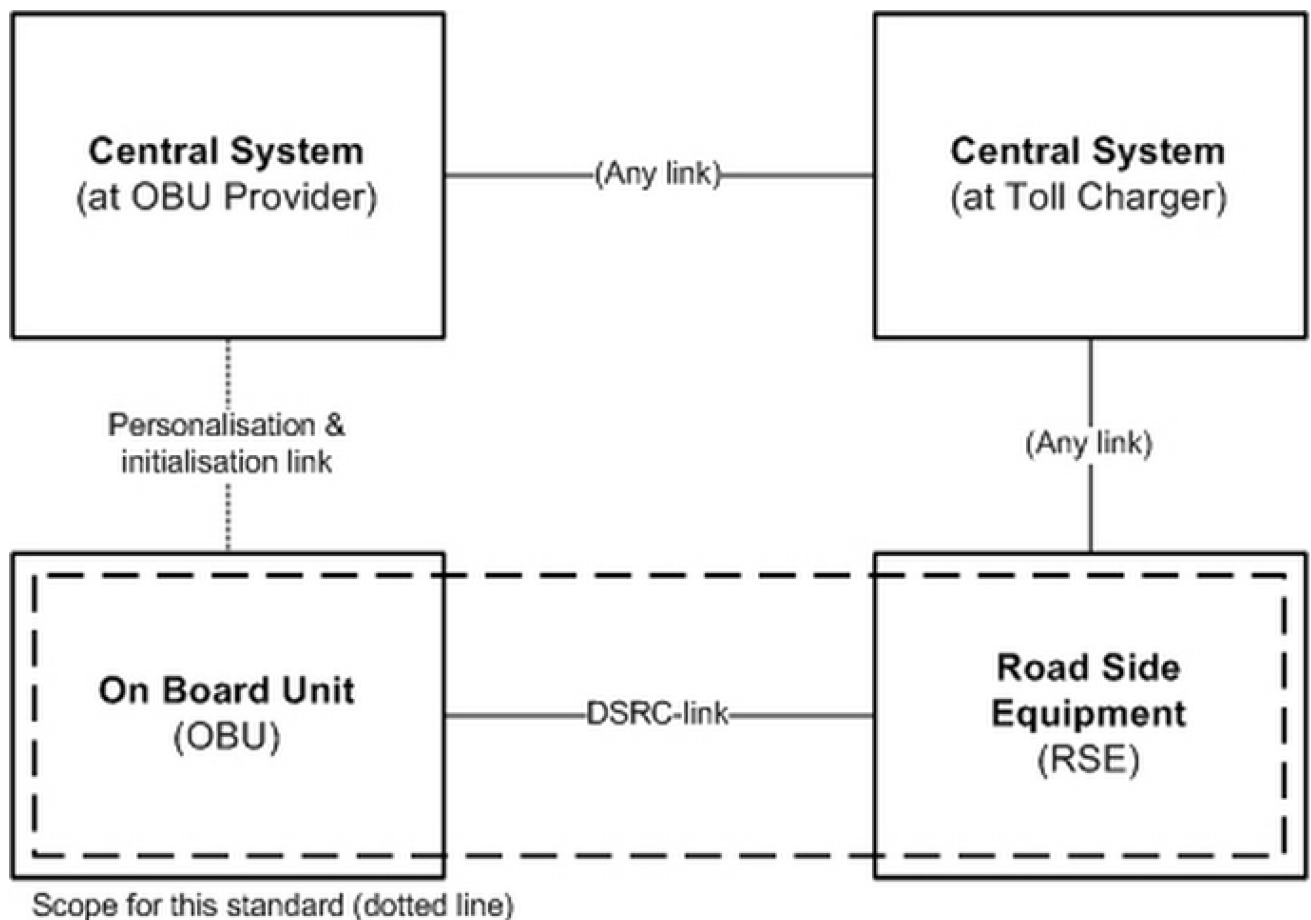 Central System
(at OBU Provider)
(Any link)
Central System
(at Toll Charger)
Personalisation &
initialisation link
(Any link)
On Board Unit
(OBU)
DSRC-link
Road Side
Equipment
(RSE)
Scope for this standard (dotted line)